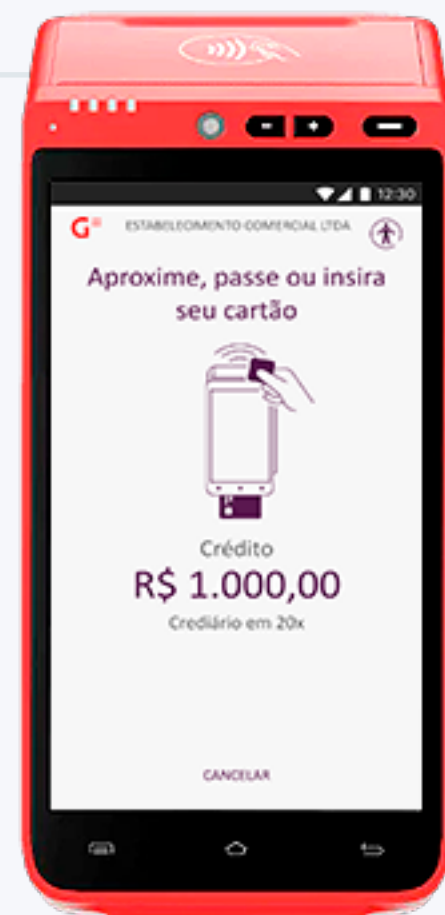 12:30
G
ESTABELECIMENTO COMERCIAL LTDA
Aproxime, passe ou insira
seu cartão
Crédito
R$ 1.000,00
Crediário em 20x
CANCELAR